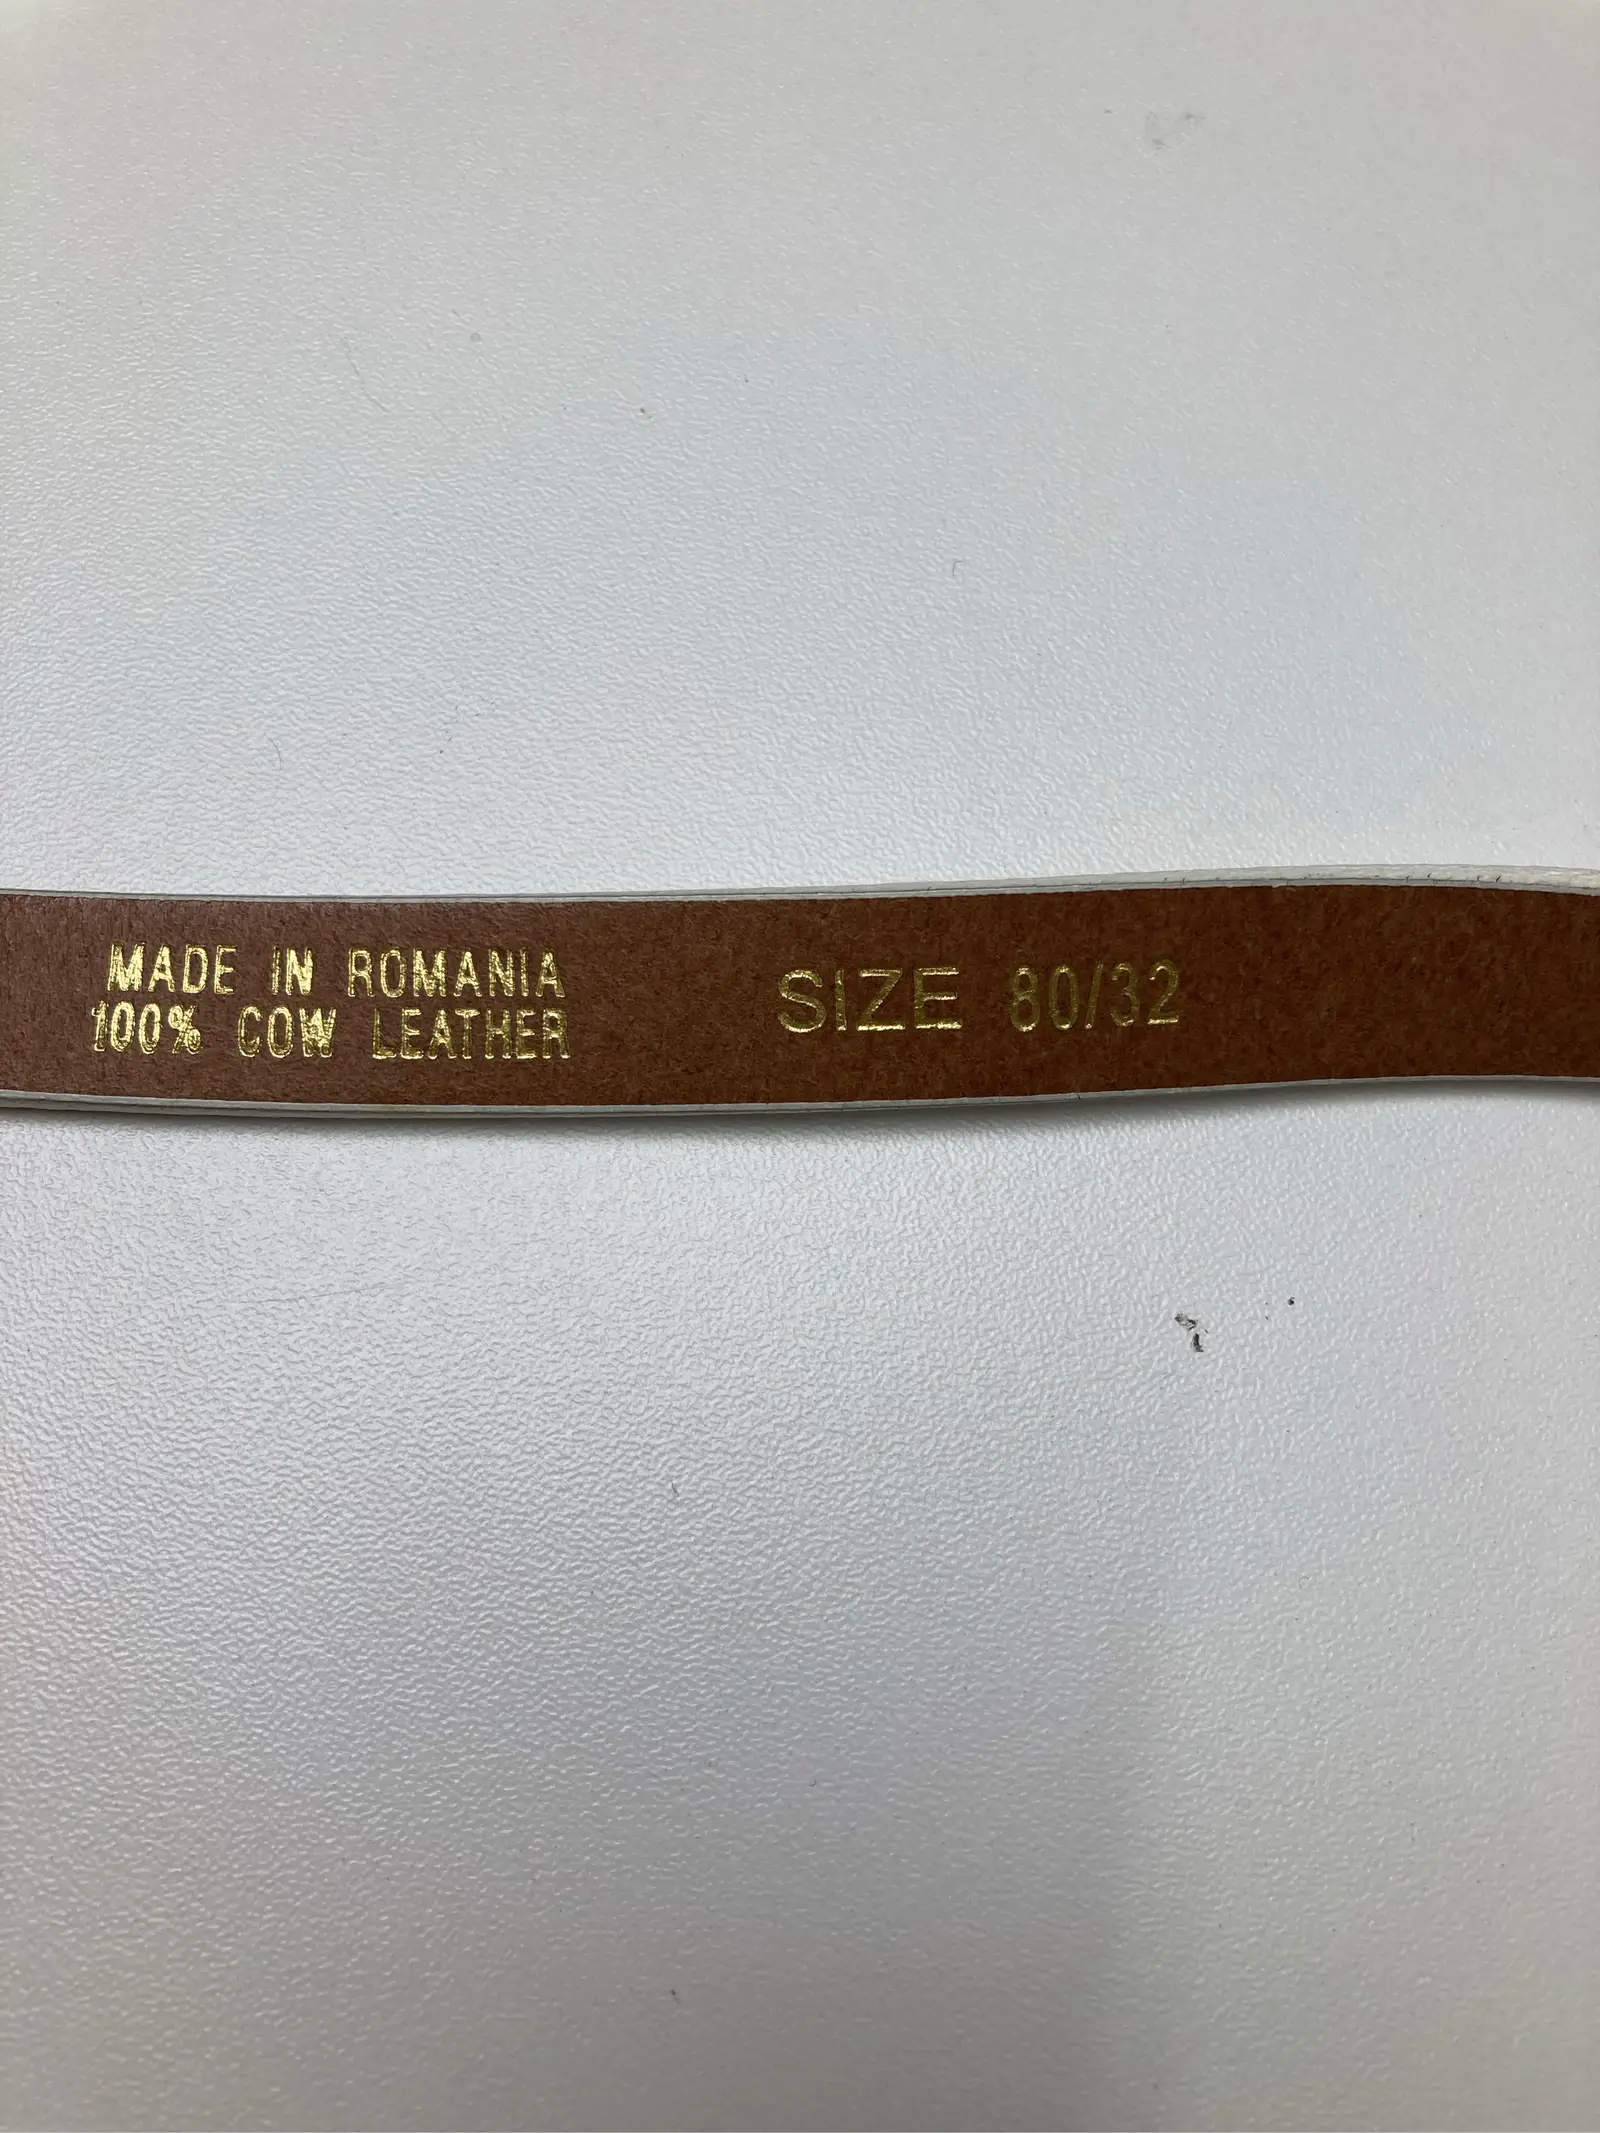 MADE IN ROMANIA
100% COW LEATHER
SIZE 80/32